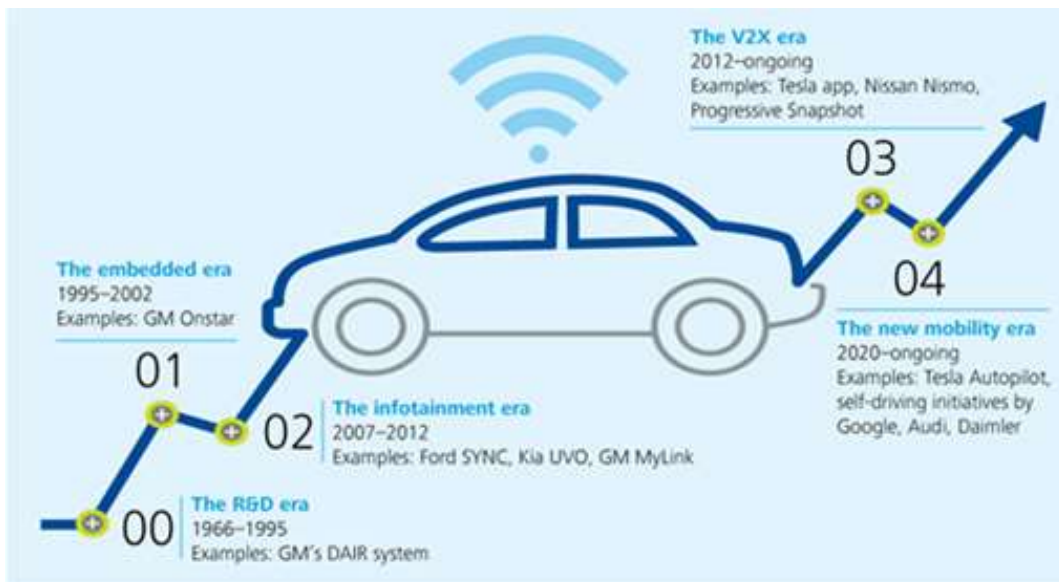 00
The R&D era
1966–1995
Examples: GM's DAIR system
01
The embedded era
1995–2002
Examples: GM Onstar
02
The infotainment era
2007–2012
Examples: Ford SYNC, Kia UVO, GM MyLink
03
The V2X era
2012–ongoing
Examples: Tesla app, Nissan Nismo,
Progressive Snapshot
04
The new mobility era
2020–ongoing
Examples: Tesla Autopilot,
self-driving initiatives by
Google, Audi, Daimler